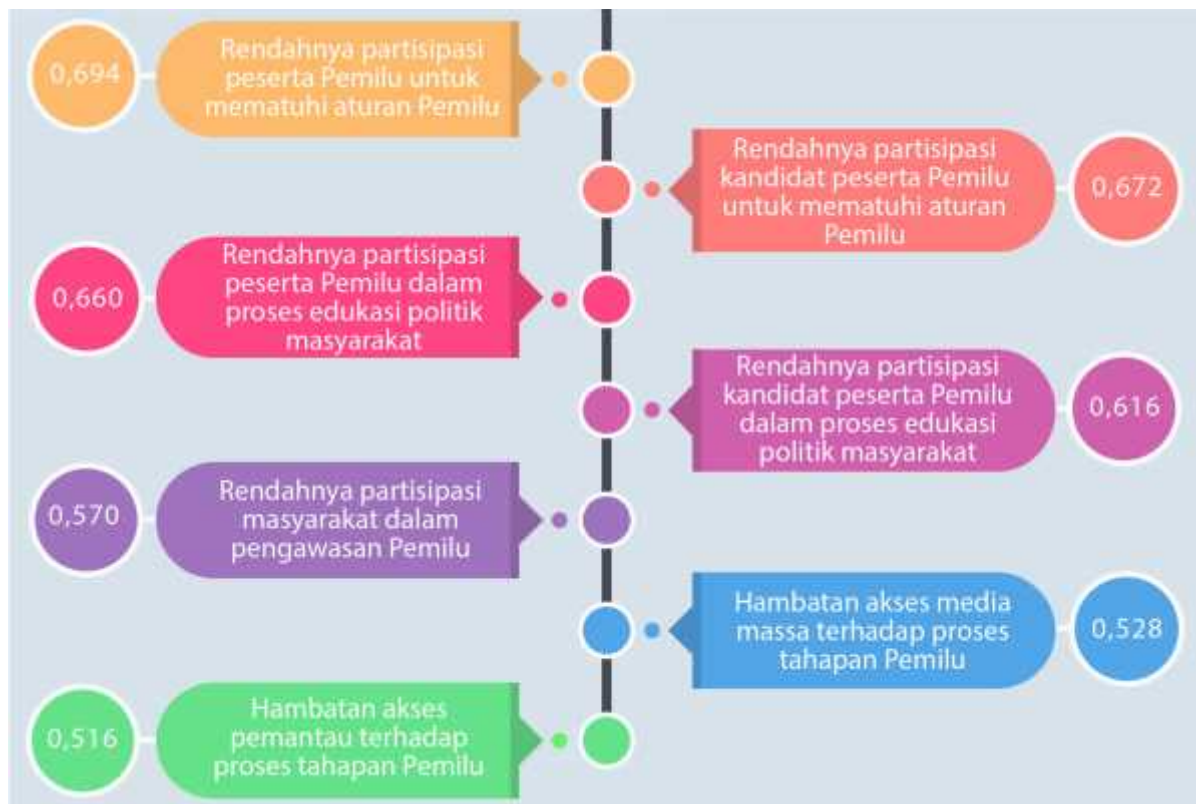 0,694
Rendahnya partisipasi
peserta Pemilu untuk
mematuhi aturan Pemilu
Rendahnya partisipasi
kandidat peserta Pemilu
untuk mematuhi aturan
Pemilu
0,672
0,660
Rendahnya partisipasi
peserta Pemilu dalam
proses edukasi politik
masyarakat
Rendahnya partisipasi
kandidat peserta Pemilu
dalam proses edukasi
politik masyarakat
0,616
0,570
Rendahnya partisipasi
masyarakat dalam
pengawasan Pemilu
Hambatan akses media
massa terhadap proses
tahapan Pemilu
0,528
0,516
Hambatan akses
pemantau terhadap
proses tahapan Pemilu